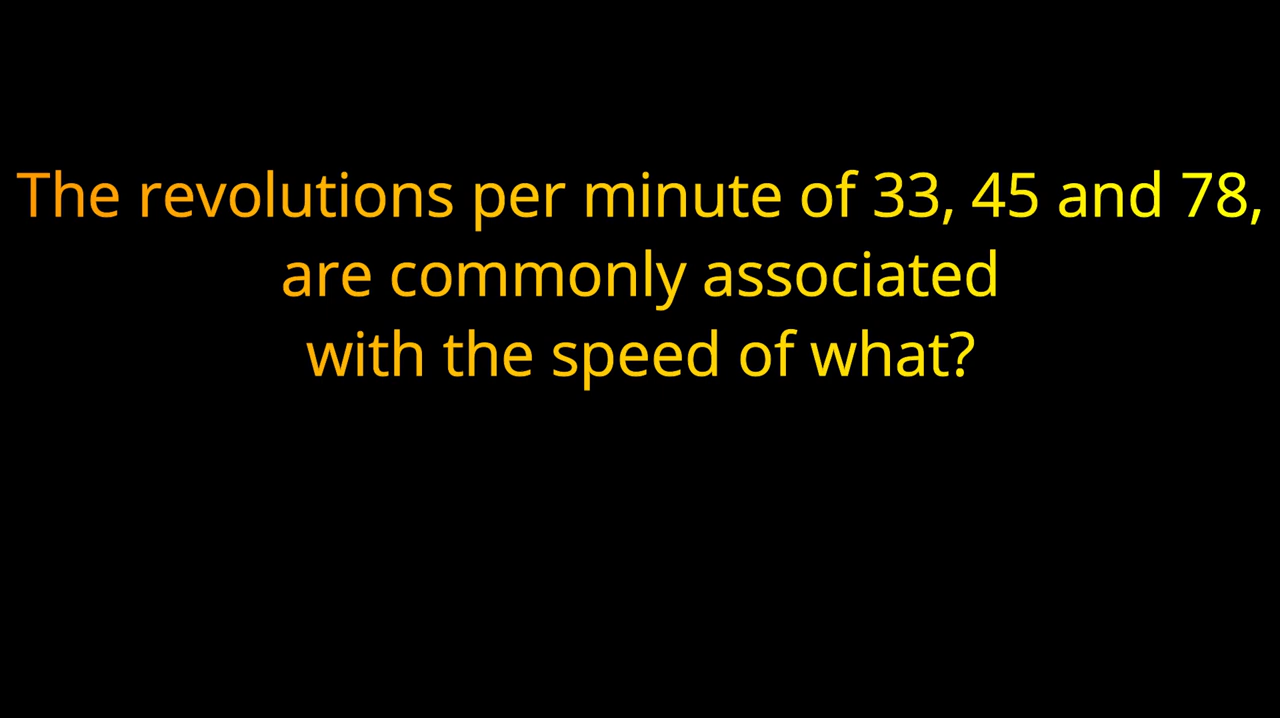 The revolutions per minute of 33, 45 and 78,
are commonly associated
with the speed of what?